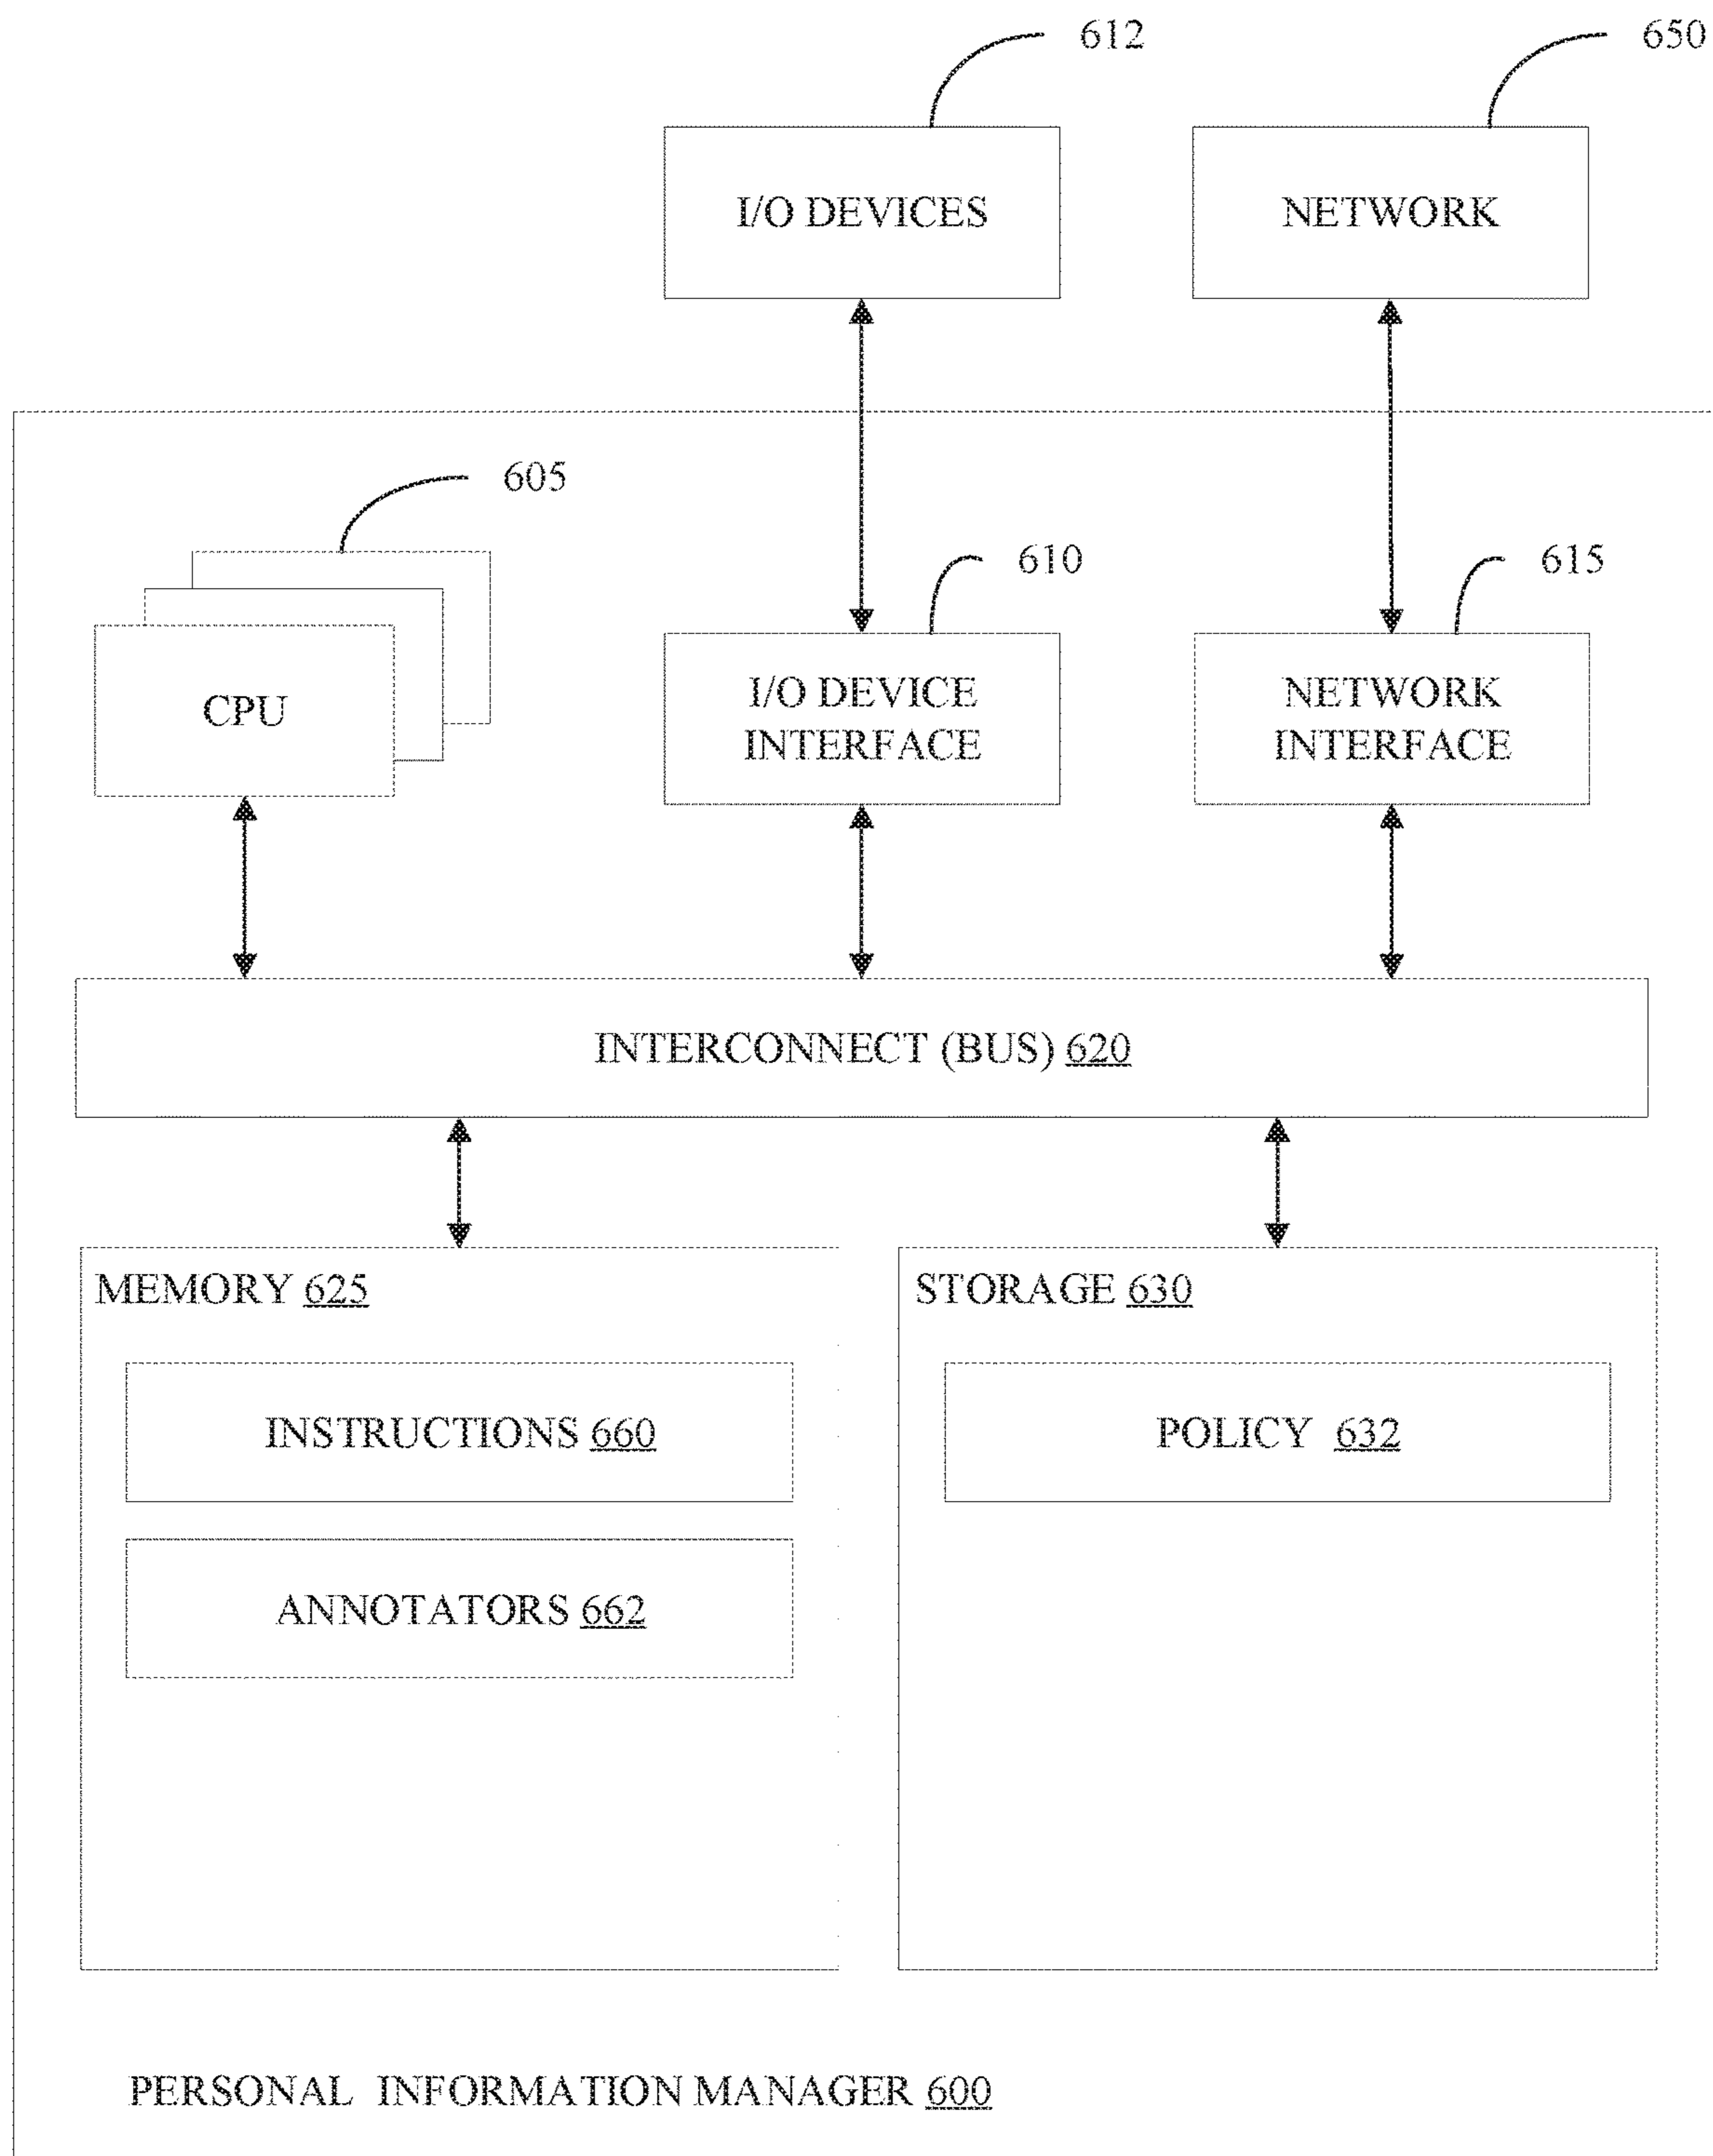 612
650
I/O DEVICES
NETWORK
605
610
615
CPU
I/O DEVICE
INTERFACE
NETWORK
INTERFACE
INTERCONNECT (BUS) 620
MEMORY 625
INSTRUCTIONS 660
ANNOTATORS 662
STORAGE 630
POLICY 632
PERSONAL INFORMATION MANAGER 600